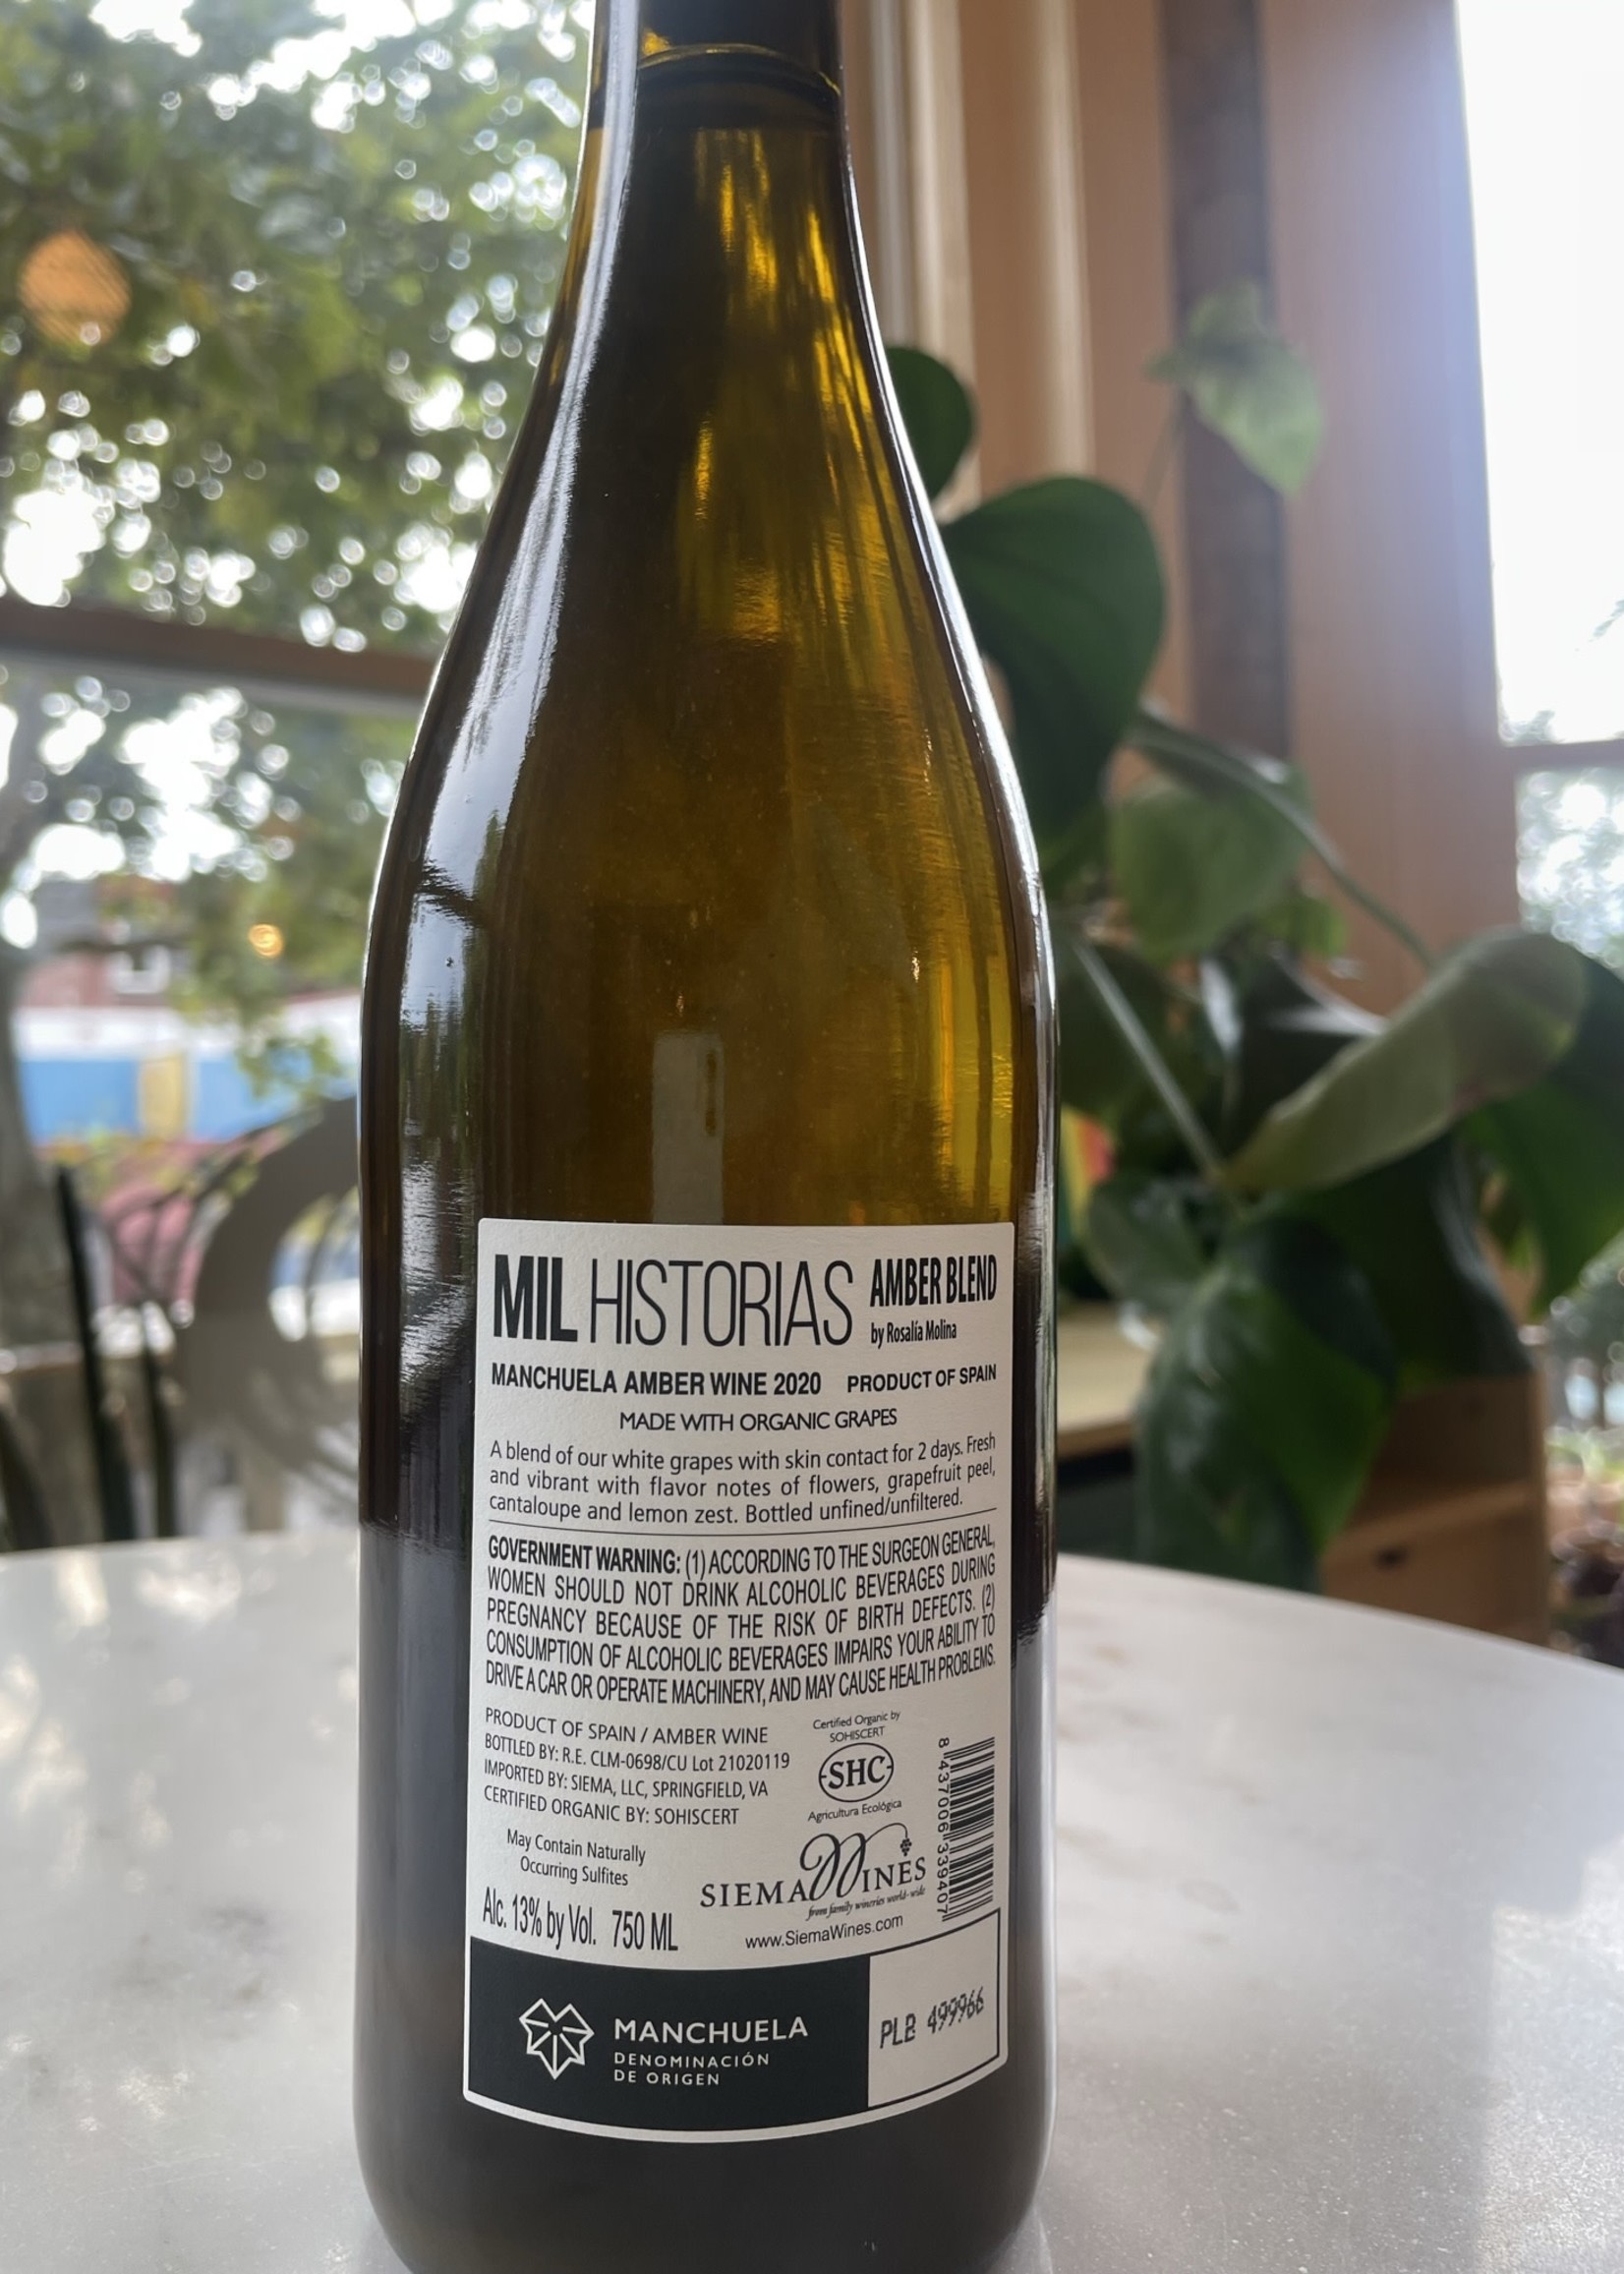 MIL HISTORIAS AMBER BLEND
by Rosalía Molina
MANCHUELA AMBER WINE 2020 PRODUCT OF SPAIN
MADE WITH ORGANIC GRAPES
A blend of our white grapes with skin contact for 2 days. Fresh
and vibrant with flavor notes of flowers, grapefruit peel,
cantaloupe and lemon zest. Bottled unfined/unfiltered.
GOVERNMENT WARNING: (1) ACCORDING TO THE SURGEON GENERAL,
WOMEN SHOULD NOT DRINK ALCOHOLIC BEVERAGES DURING
PREGNANCY BECAUSE OF THE RISK OF BIRTH DEFECTS. (2)
CONSUMPTION OF ALCOHOLIC BEVERAGES IMPAIRS YOUR ABILITY TO
DRIVE A CAR OR OPERATE MACHINERY, AND MAY CAUSE HEALTH PROBLEMS.
PRODUCT OF SPAIN / AMBER WINE
BOTTLED BY: R.E. CLM-0698/CU Lot 21020119
IMPORTED BY: SIEMA, LLC, SPRINGFIELD, VA
CERTIFIED ORGANIC BY: SOHISCERT
May Contain Naturally
Occurring Sulfites
Alc. 13% by Vol. 750 ML
Certified Organic by
SOHISCERT
SHC
Agricultura Ecológica
SIEMA WINES
from family wineries world-wide
www.SiemaWines.com
8 437006 339407
MANCHUELA
DENOMINACIÓN
DE ORIGEN
PLB 499966